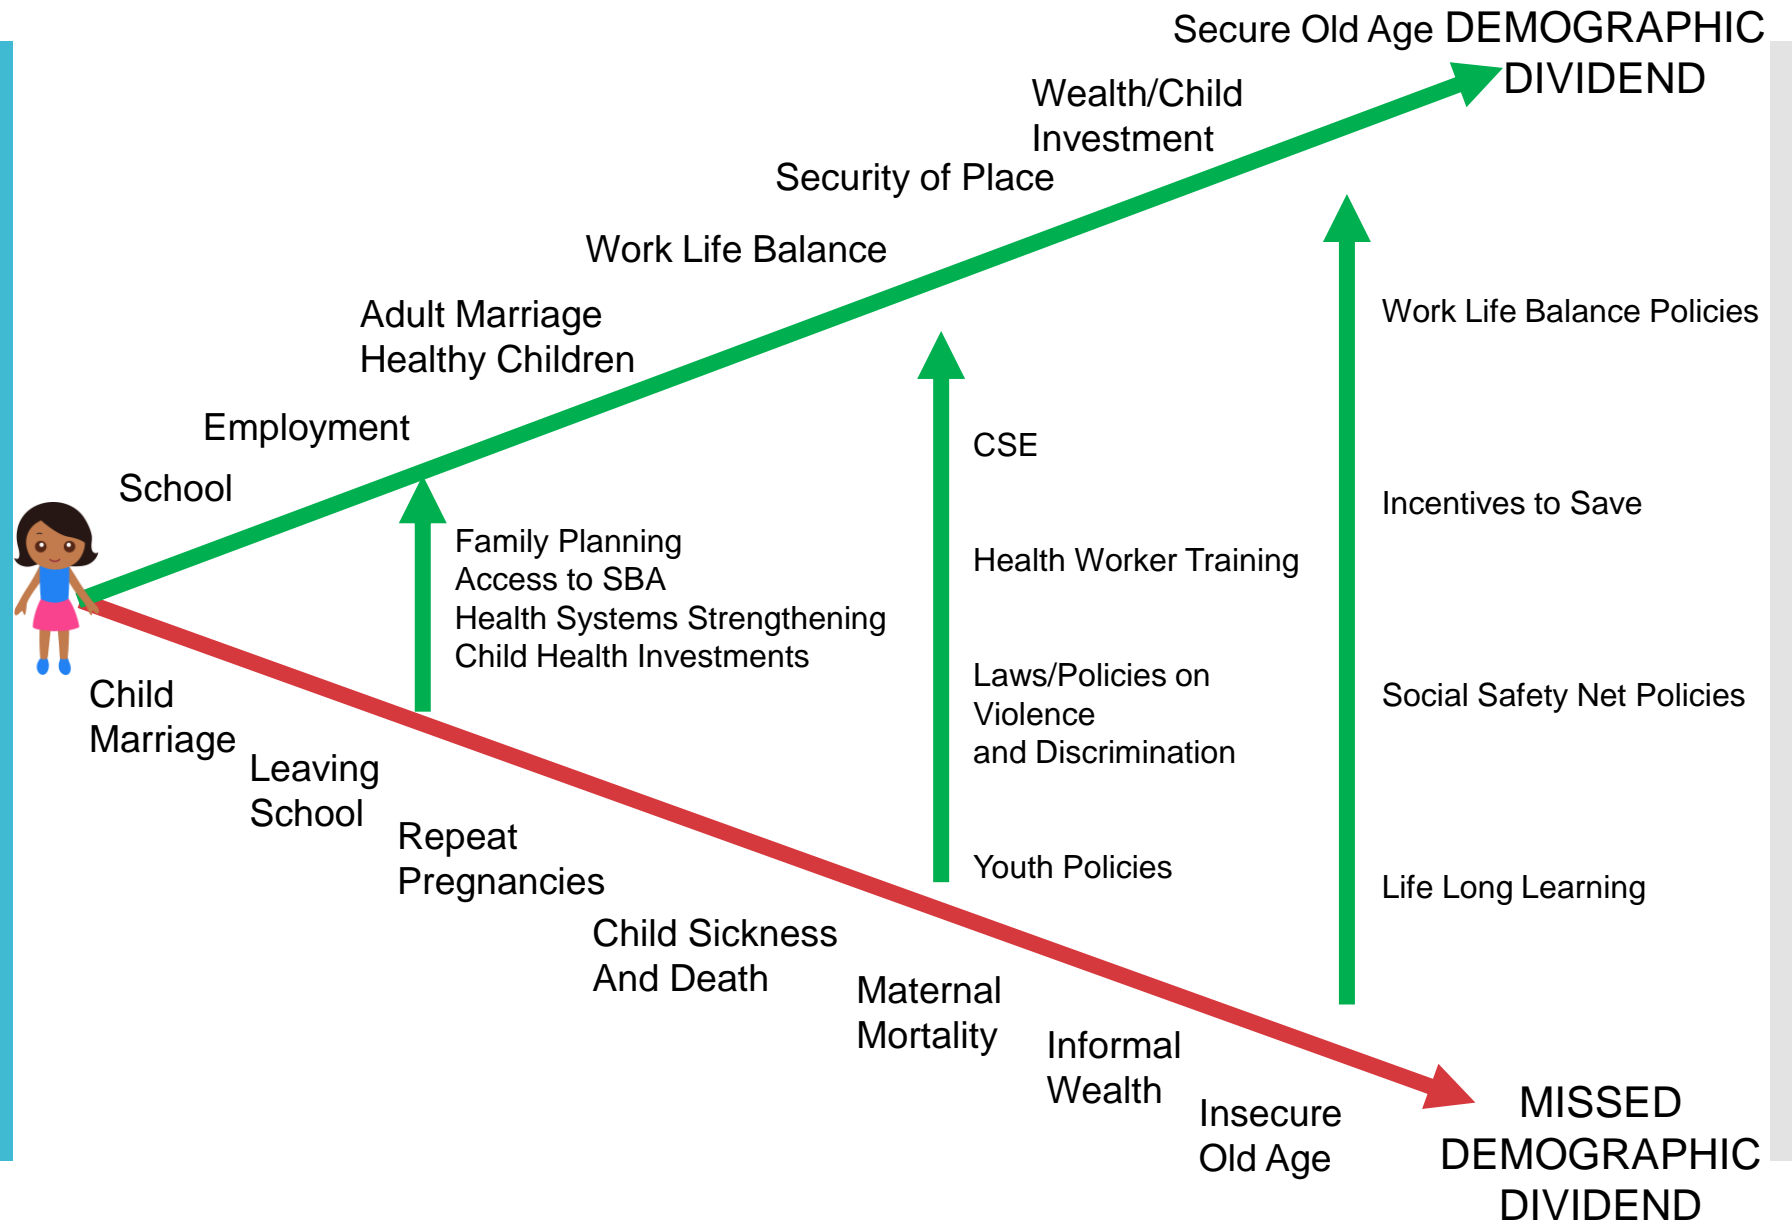 Secure Old Age DEMOGRAPHIC
DIVIDEND
Wealth/Child
Investment
Security of Place
Work Life Balance
Adult Marriage
Healthy Children
Employment
School
Family Planning
Access to SBA
Health Systems Strengthening
Child Health Investments
CSE
Health Worker Training
Laws/Policies on
Violence
and Discrimination
Youth Policies
Work Life Balance Policies
Incentives to Save
Social Safety Net Policies
Life Long Learning
Child
Marriage
Leaving
School
Repeat
Pregnancies
Child Sickness
And Death
Maternal
Mortality
Informal
Wealth
Insecure
Old Age
MISSED
DEMOGRAPHIC
DIVIDEND